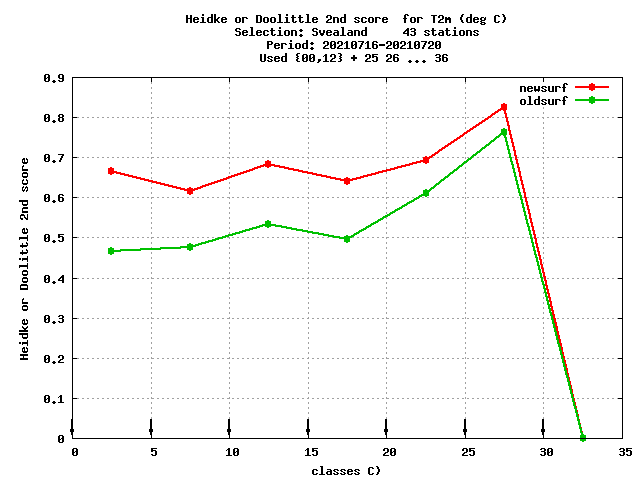 Heidke or Doolittle 2nd score  for T2m (deg C)
Selection: Svealand     43 stations
Period: 20210716-20210720
Used {00,12} + 25 26 ... 36
newsurf
oldsurf
Heidke or Doolittle 2nd score
0.9
0.8
0.7
0.6
0.5
0.4
0.3
0.2
0.1
0
0 5 10 15 20 25 30 35
classes C)